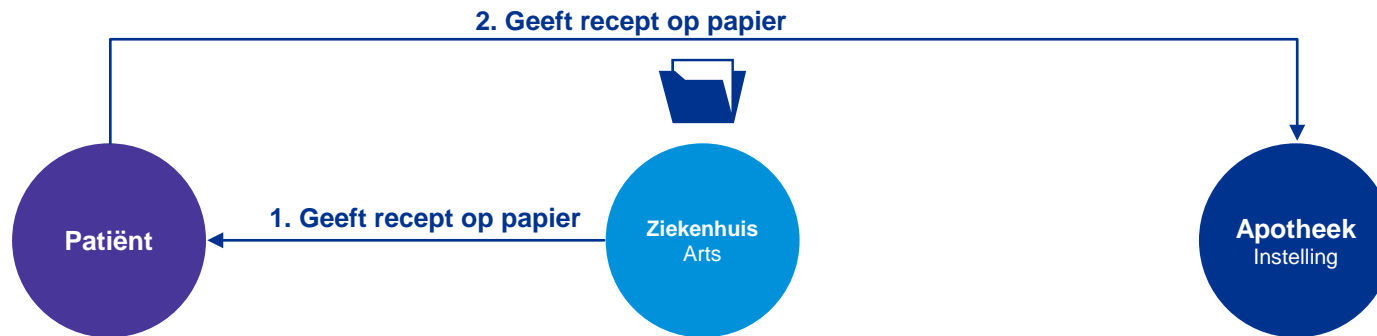 2. Geeft recept op papier
1. Geeft recept op papier
Patiënt
Ziekenhuis
Arts
Apotheek
Instelling